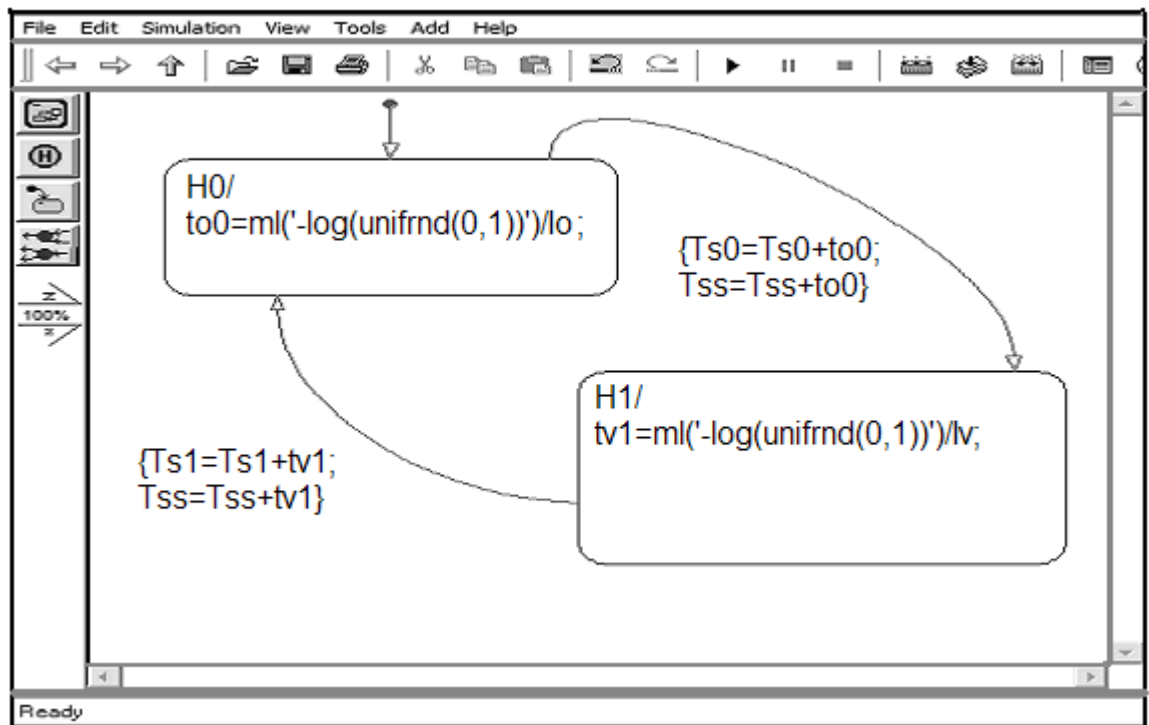 File Edit Simulation View Tools Add Help
H
z
100%
z
H0/
to0=ml('-log(unifrnd(0,1))')/lo;
{Ts0=Ts0+to0;
Tss=Tss+to0}
H1/
tv1=ml('-log(unifrnd(0,1))')/lv;
{Ts1=Ts1+tv1;
Tss=Tss+tv1}
Ready